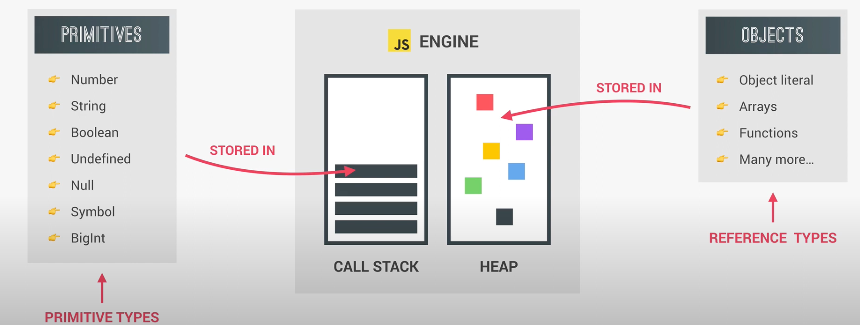 PRIMITIVES
Number
String
Boolean
Undefined
Null
Symbol
BigInt
PRIMITIVE TYPES
STORED IN
JS ENGINE
CALL STACK
HEAP
STORED IN
OBJECTS
Object literal
Arrays
Functions
Many more...
REFERENCE TYPES